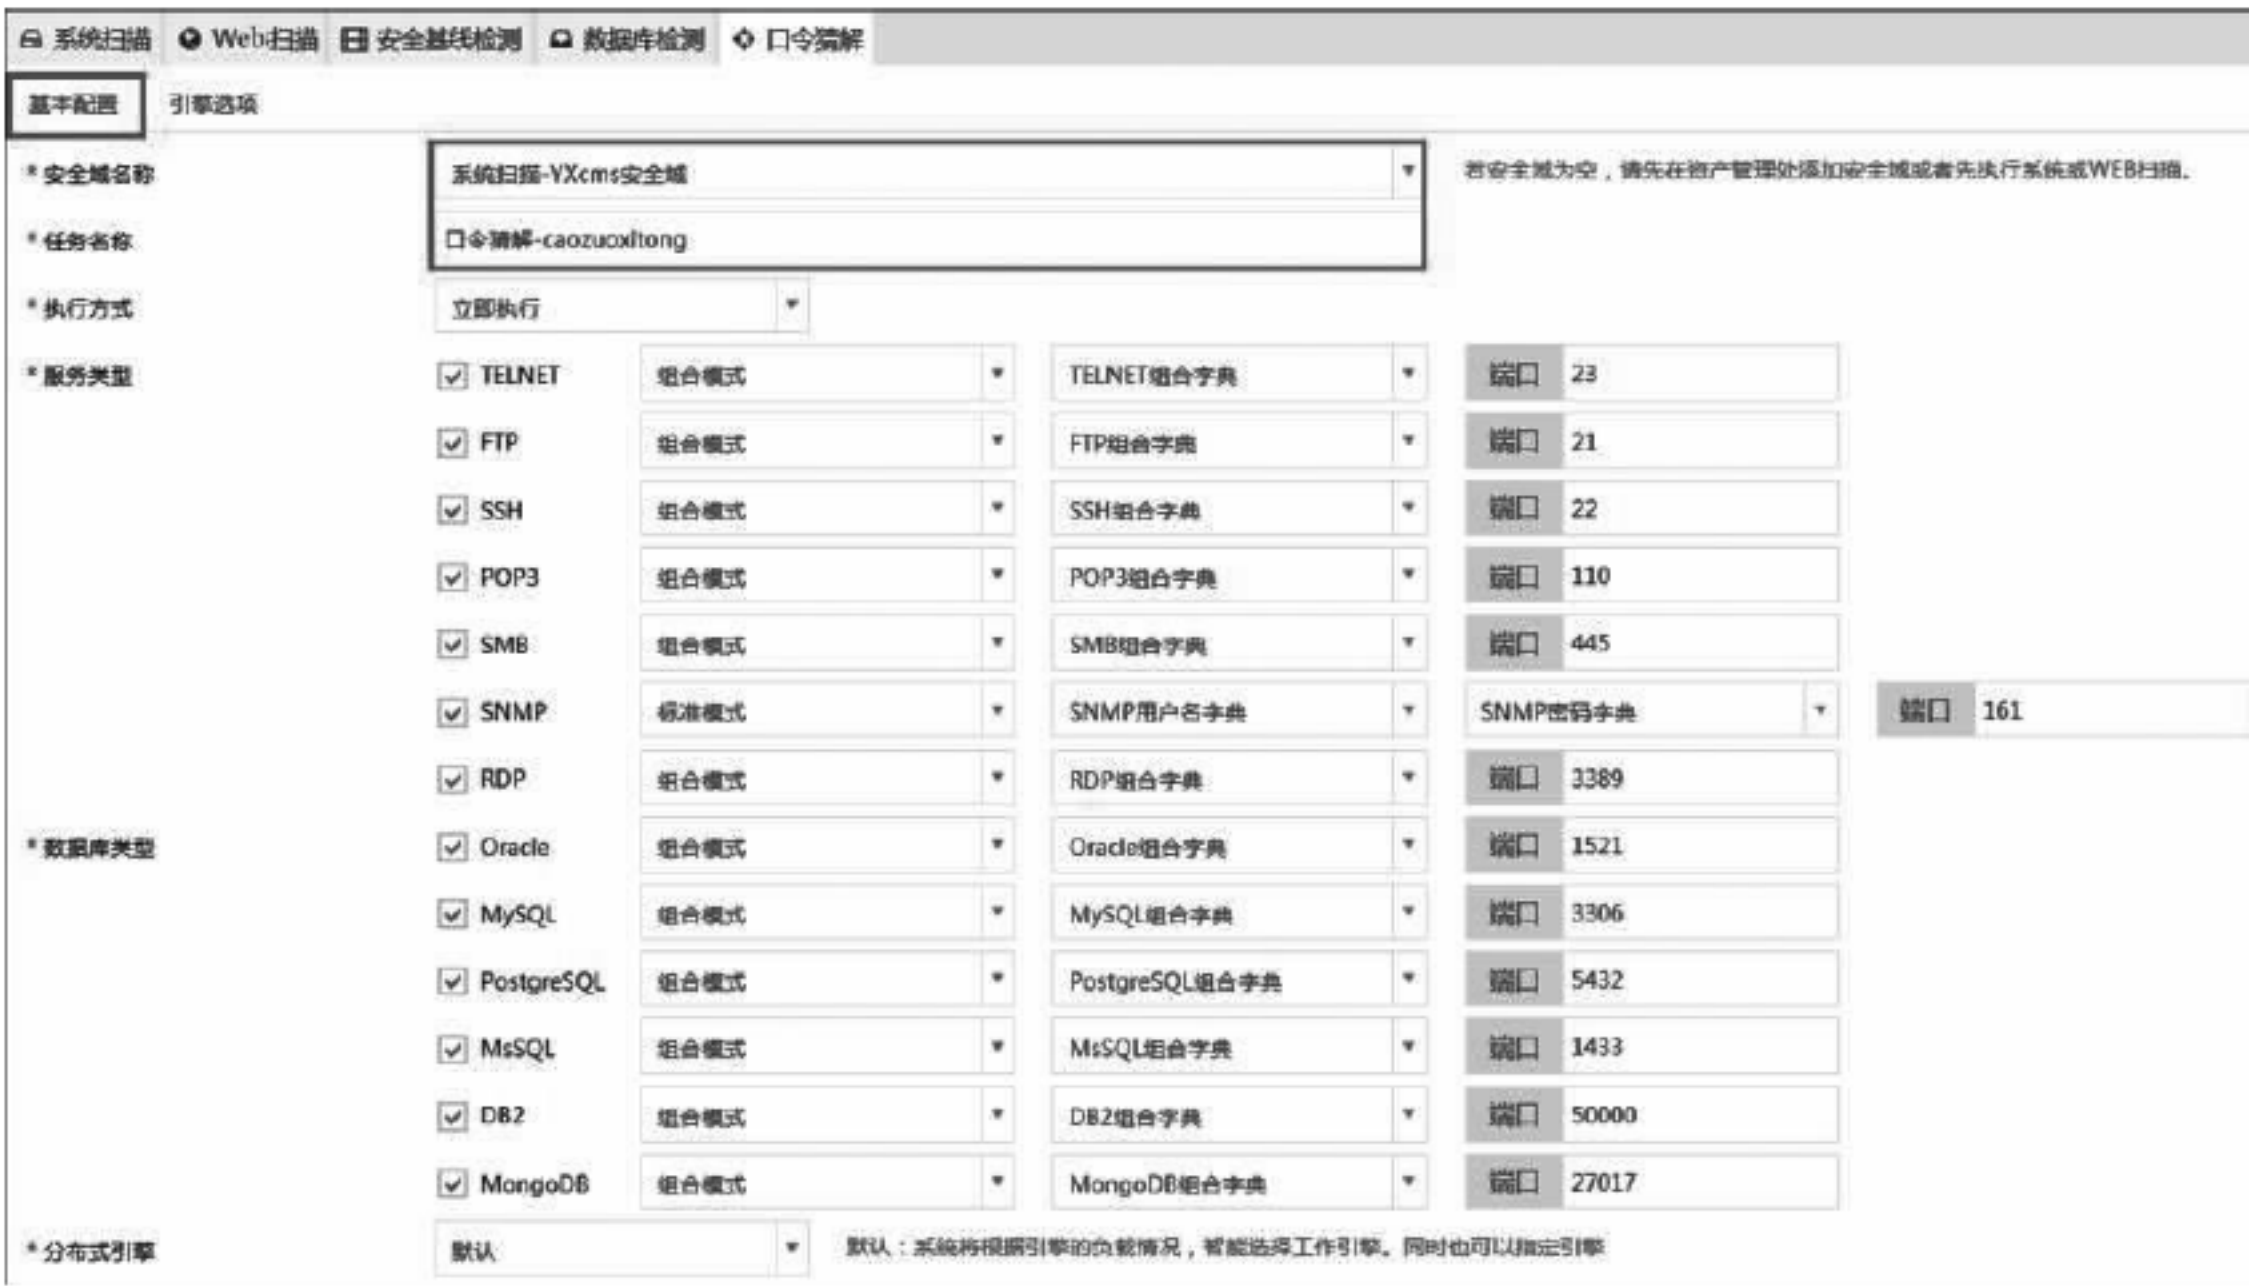 系统扫描 Web扫描 安全基线检测 数据库检测 口令猜解
基本配置 引擎选项
* 安全域名称 系统扫描-VXcms安全域 若安全域为空，请先在资产管理处添加安全域或者先执行系统或WEB扫描。
* 任务名称 口令猜解-caozuoxitong
* 执行方式 立即执行
* 服务类型 TELNET 组合模式 TELNET组合字典 端口 23
FTP 组合模式 FTP组合字典 端口 21
SSH 组合模式 SSH组合字典 端口 22
POP3 组合模式 POP3组合字典 端口 110
SMB 组合模式 SMB组合字典 端口 445
SNMP 标准模式 SNMP用户名字典 SNMP密码字典 端口 161
RDP 组合模式 RDP组合字典 端口 3389
* 数据库类型 Oracle 组合模式 Oracle组合字典 端口 1521
MySQL 组合模式 MySQL组合字典 端口 3306
PostgreSQL 组合模式 PostgreSQL组合字典 端口 5432
MsSQL 组合模式 MsSQL组合字典 端口 1433
DB2 组合模式 DB2组合字典 端口 50000
MongoDB 组合模式 MongoDB组合字典 端口 27017
* 分布式引擎 默认 默认：系统将根据引擎的负载情况，智能选择工作引擎。同时也可以指定引擎